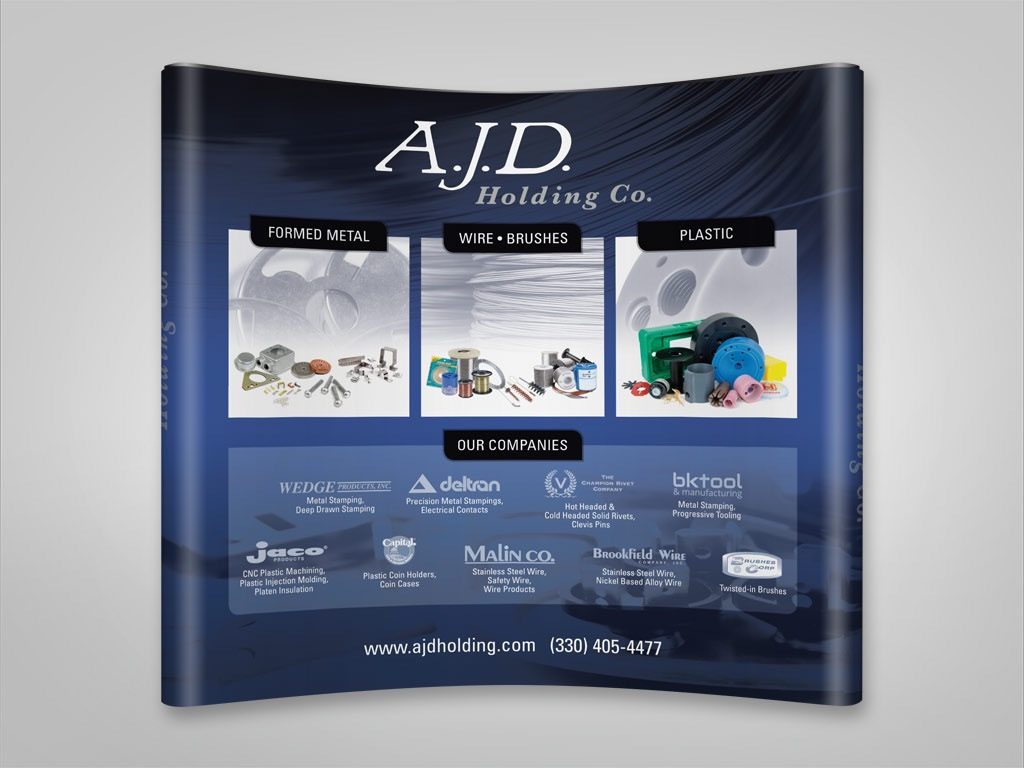 A.J.D.
Holding Co.
FORMED METAL
WIRE • BRUSHES
PLASTIC
OUR COMPANIES
WEDGE PRODUCTS, INC.
Metal Stamping,
Deep Drawn Stamping
deltran
Precision Metal Stampings,
Electrical Contacts
V
THE
CHAMPION RIVET
COMPANY
Hot Headed &
Cold Headed Solid Rivets,
Clevis Pins
bktool
& manufacturing
Metal Stamping,
Progressive Tooling
jaco®
PRODUCTS
CNC Plastic Machining,
Plastic Injection Molding,
Platen Insulation
Capital
Plastic Coin Holders,
Coin Cases
MALIN CO.
Stainless Steel Wire,
Safety Wire,
Wire Products
BROOKFIELD WIRE
COMPANY INC.
Stainless Steel Wire,
Nickel Based Alloy Wire
BRUSHES
CORP
Twisted-in Brushes
www.ajdholding.com (330) 405-4477
Holding Co.